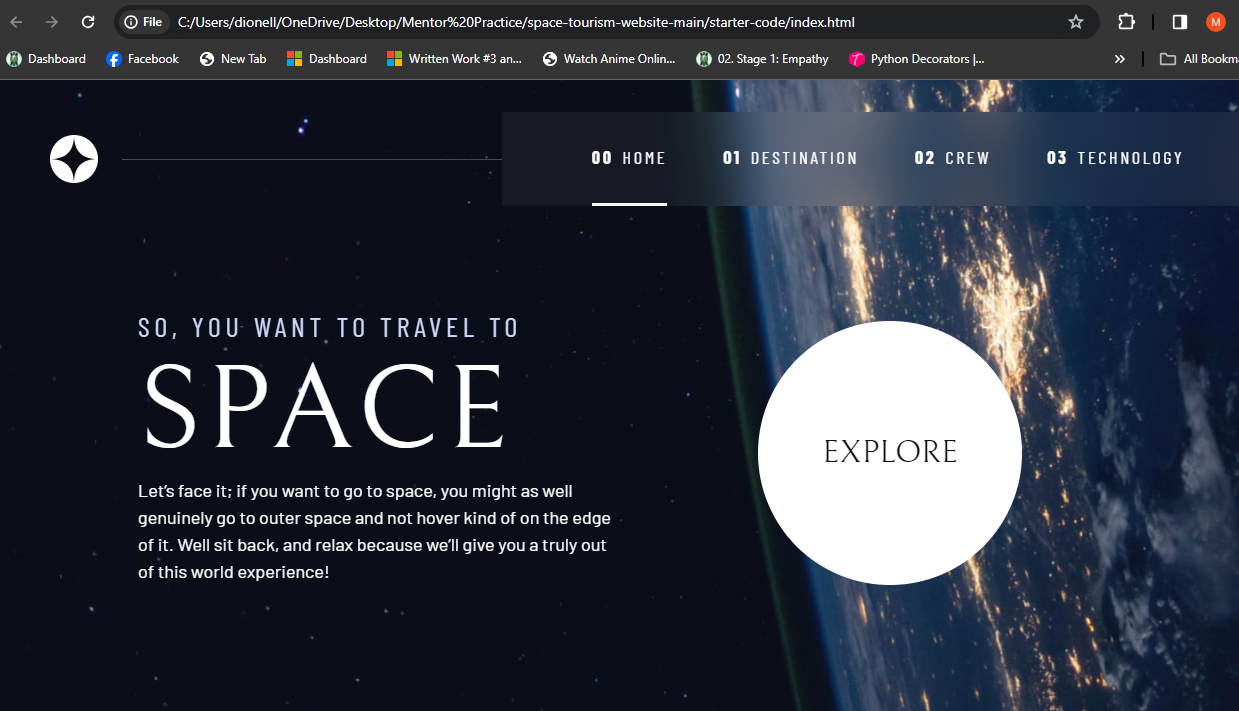 File C:/Users/dionell/OneDrive/Desktop/Mentor%20Practice/space-tourism-website-main/starter-code/index.html M
Dashboard Facebook New Tab Dashboard Written Work #3 an... Watch Anime Onlin... 02. Stage 1: Empathy Python Decorators |... » All Bookm
00 HOME 01 DESTINATION 02 CREW 03 TECHNOLOGY
SO, YOU WANT TO TRAVEL TO
SPACE
EXPLORE
Let’s face it; if you want to go to space, you might as well
genuinely go to outer space and not hover kind of on the edge
of it. Well sit back, and relax because we’ll give you a truly out
of this world experience!